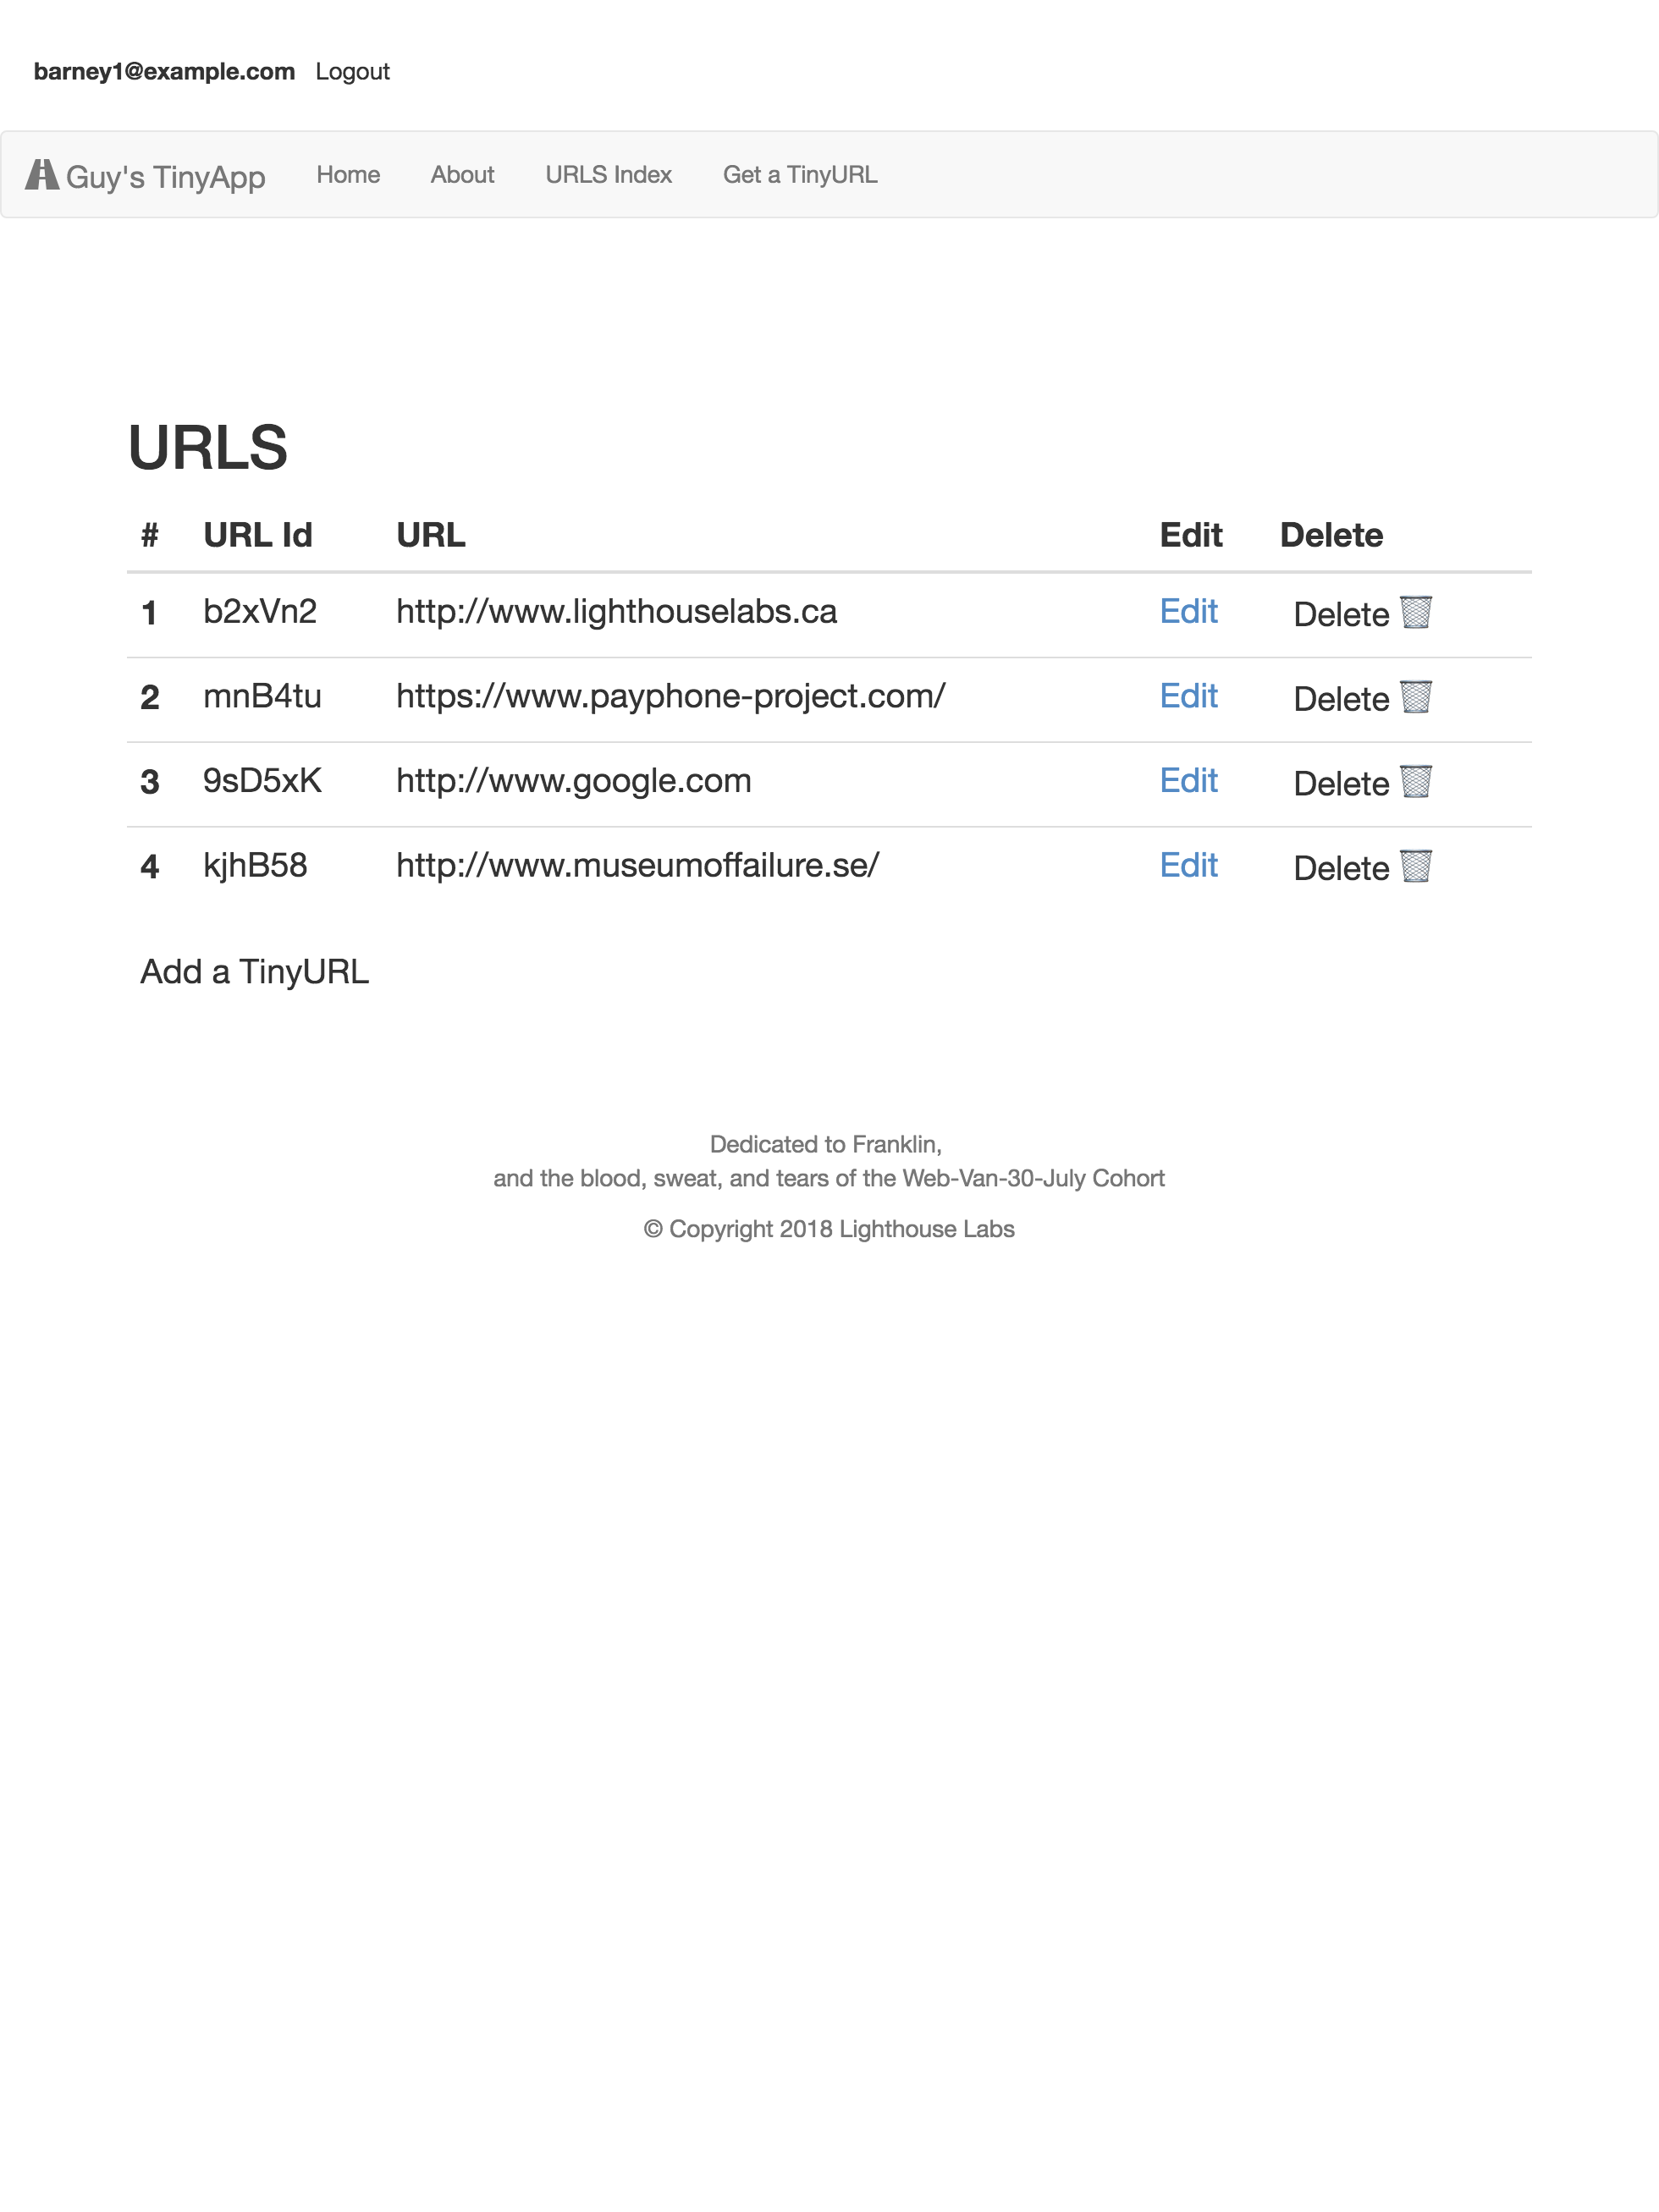 barney1@example.com Logout
Guy's TinyApp Home About URLS Index Get a TinyURL
URLS
# URL Id URL Edit Delete
1 b2xVn2 http://www.lighthouselabs.ca Edit Delete
2 mnB4tu https://www.payphone-project.com/ Edit Delete
3 9sD5xK http://www.google.com Edit Delete
4 kjhB58 http://www.museumoffailure.se/ Edit Delete
Add a TinyURL
Dedicated to Franklin,
and the blood, sweat, and tears of the Web-Van-30-July Cohort
© Copyright 2018 Lighthouse Labs